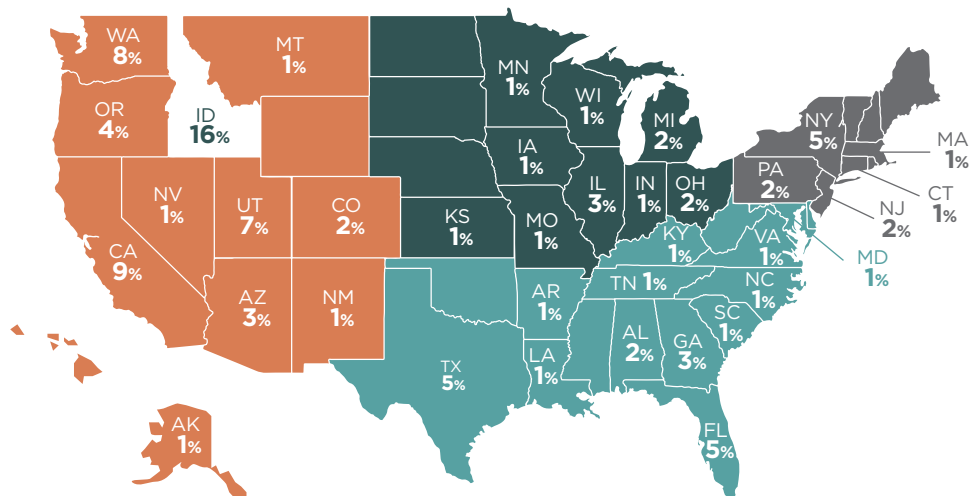 WA
8%
MT
1%
OR
4%
ID
16%
CA
9%
NV
1%
UT
7%
CO
2%
AZ
3%
NM
1%
AK
1%
MN
1%
WI
1%
MI
2%
IA
1%
IL
3%
IN
1%
OH
2%
KS
1%
MO
1%
NY
5%
PA
2%
MA
1%
CT
1%
NJ
2%
MD
1%
KY
1%
VA
1%
TN 1%
NC
1%
SC
1%
AR
1%
LA
1%
AL
2%
GA
3%
TX
5%
FL
5%